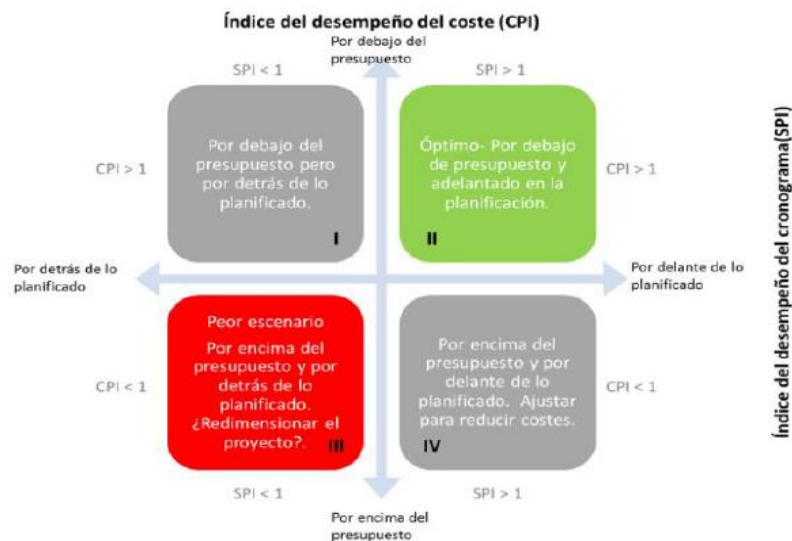 Índice del desempeño del coste (CPI)
Por debajo del
presupuesto
SPI < 1
SPI > 1
CPI > 1
Por debajo del
presupuesto pero
por detrás de lo
planificado.
I
Óptimo- Por debajo
de presupuesto y
adelantado en la
planificación.
II
CPI > 1
Por detrás de lo
planificado
Por delante de lo
planificado
CPI < 1
Peor escenario
Por encima del
presupuesto y por
detrás de lo
planificado.
¿Redimensionar el
proyecto?.
III
Por encima del
presupuesto y por
delante de lo
planificado. Ajustar
para reducir costes.
IV
CPI < 1
SPI < 1
SPI > 1
Por encima del
presupuesto
Índice del desempeño del cronograma(SPI)